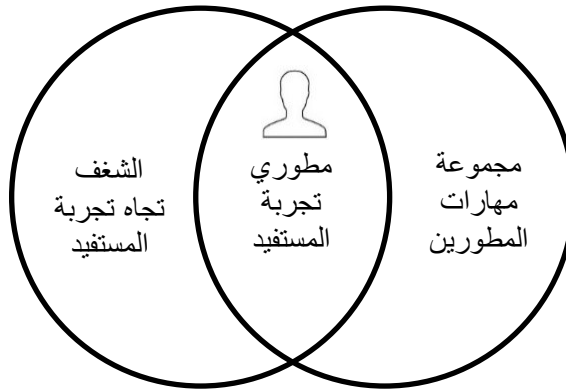 مجموعة
مهارات
المطورين
مطوري
تجربة
المستفيد
الشغف
تجاه تجربة
المستفيد